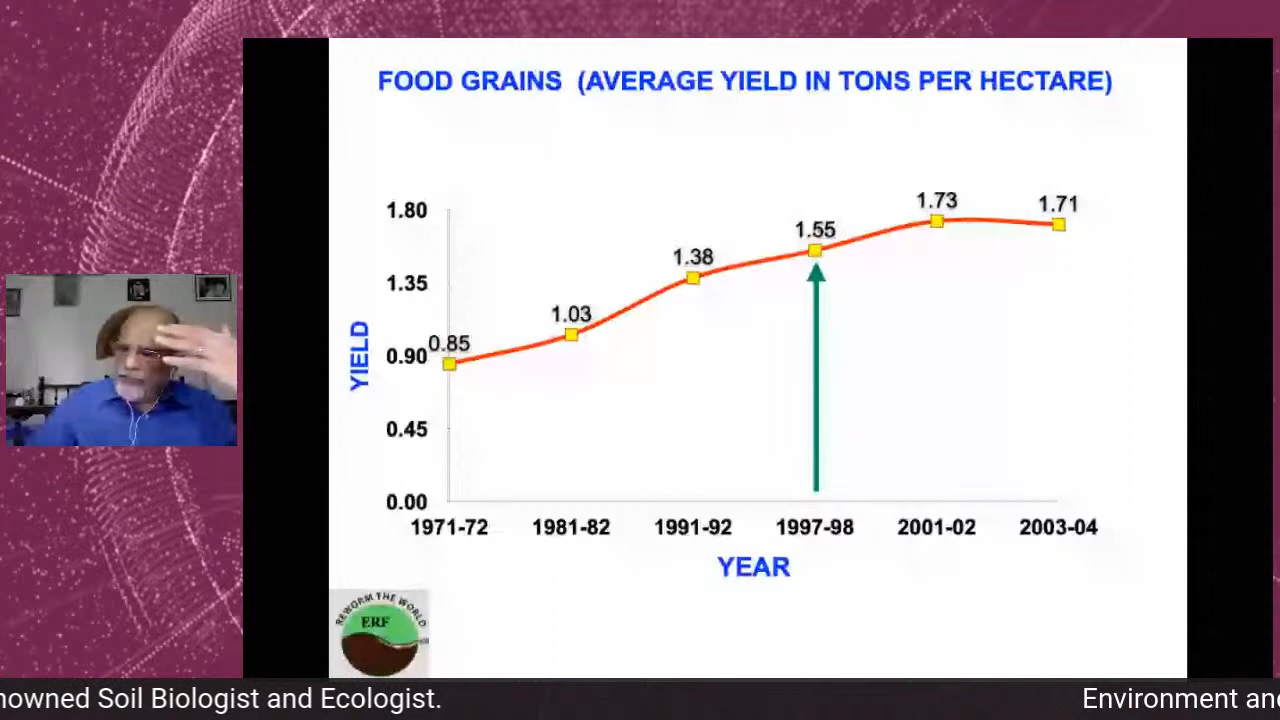 FOOD GRAINS (AVERAGE YIELD IN TONS PER HECTARE)
1.80
1.35
0.90
0.45
0.00
YIELD
0.85
1.03
1.38
1.55
1.73
1.71
1971-72 1981-82 1991-92 1997-98 2001-02 2003-04
YEAR
REWORM THE WORLD
ERF
nowned Soil Biologist and Ecologist. Environment an